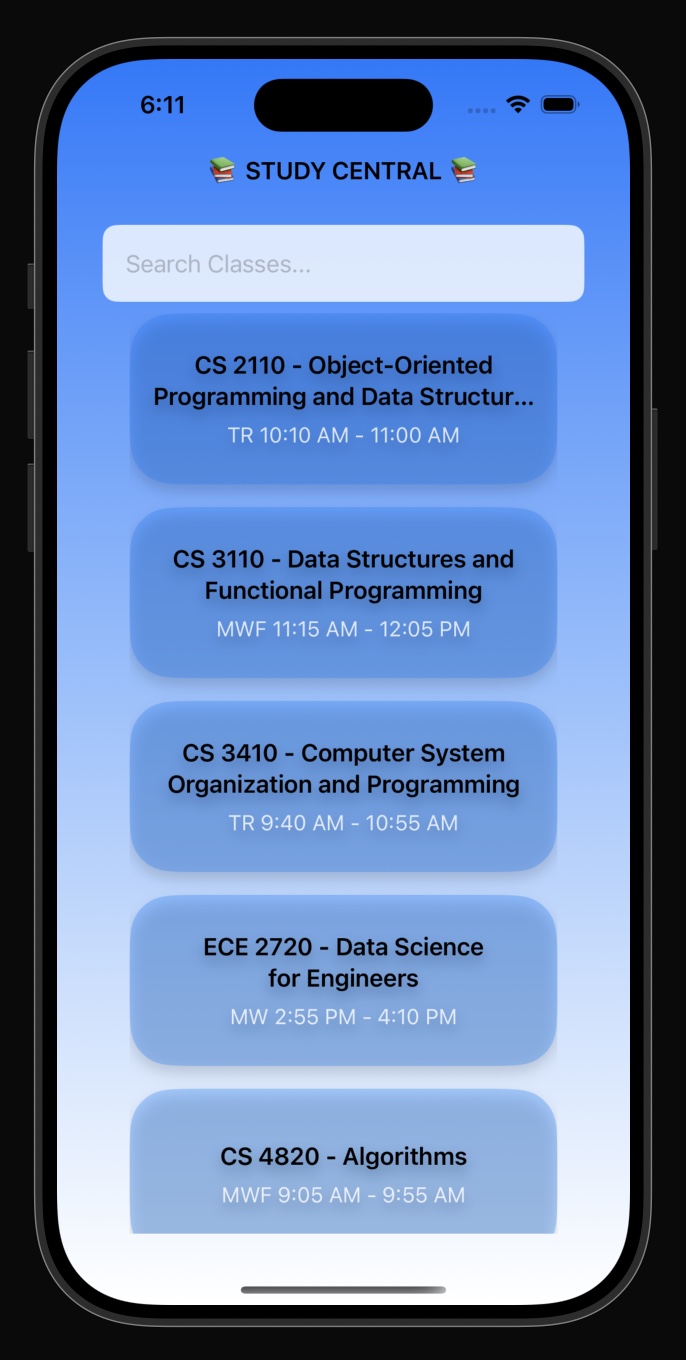 6:11
📚 STUDY CENTRAL 📚
Search Classes...
CS 2110 - Object-Oriented
Programming and Data Structur...
TR 10:10 AM - 11:00 AM
CS 3110 - Data Structures and
Functional Programming
MWF 11:15 AM - 12:05 PM
CS 3410 - Computer System
Organization and Programming
TR 9:40 AM - 10:55 AM
ECE 2720 - Data Science
for Engineers
MW 2:55 PM - 4:10 PM
CS 4820 - Algorithms
MWF 9:05 AM - 9:55 AM